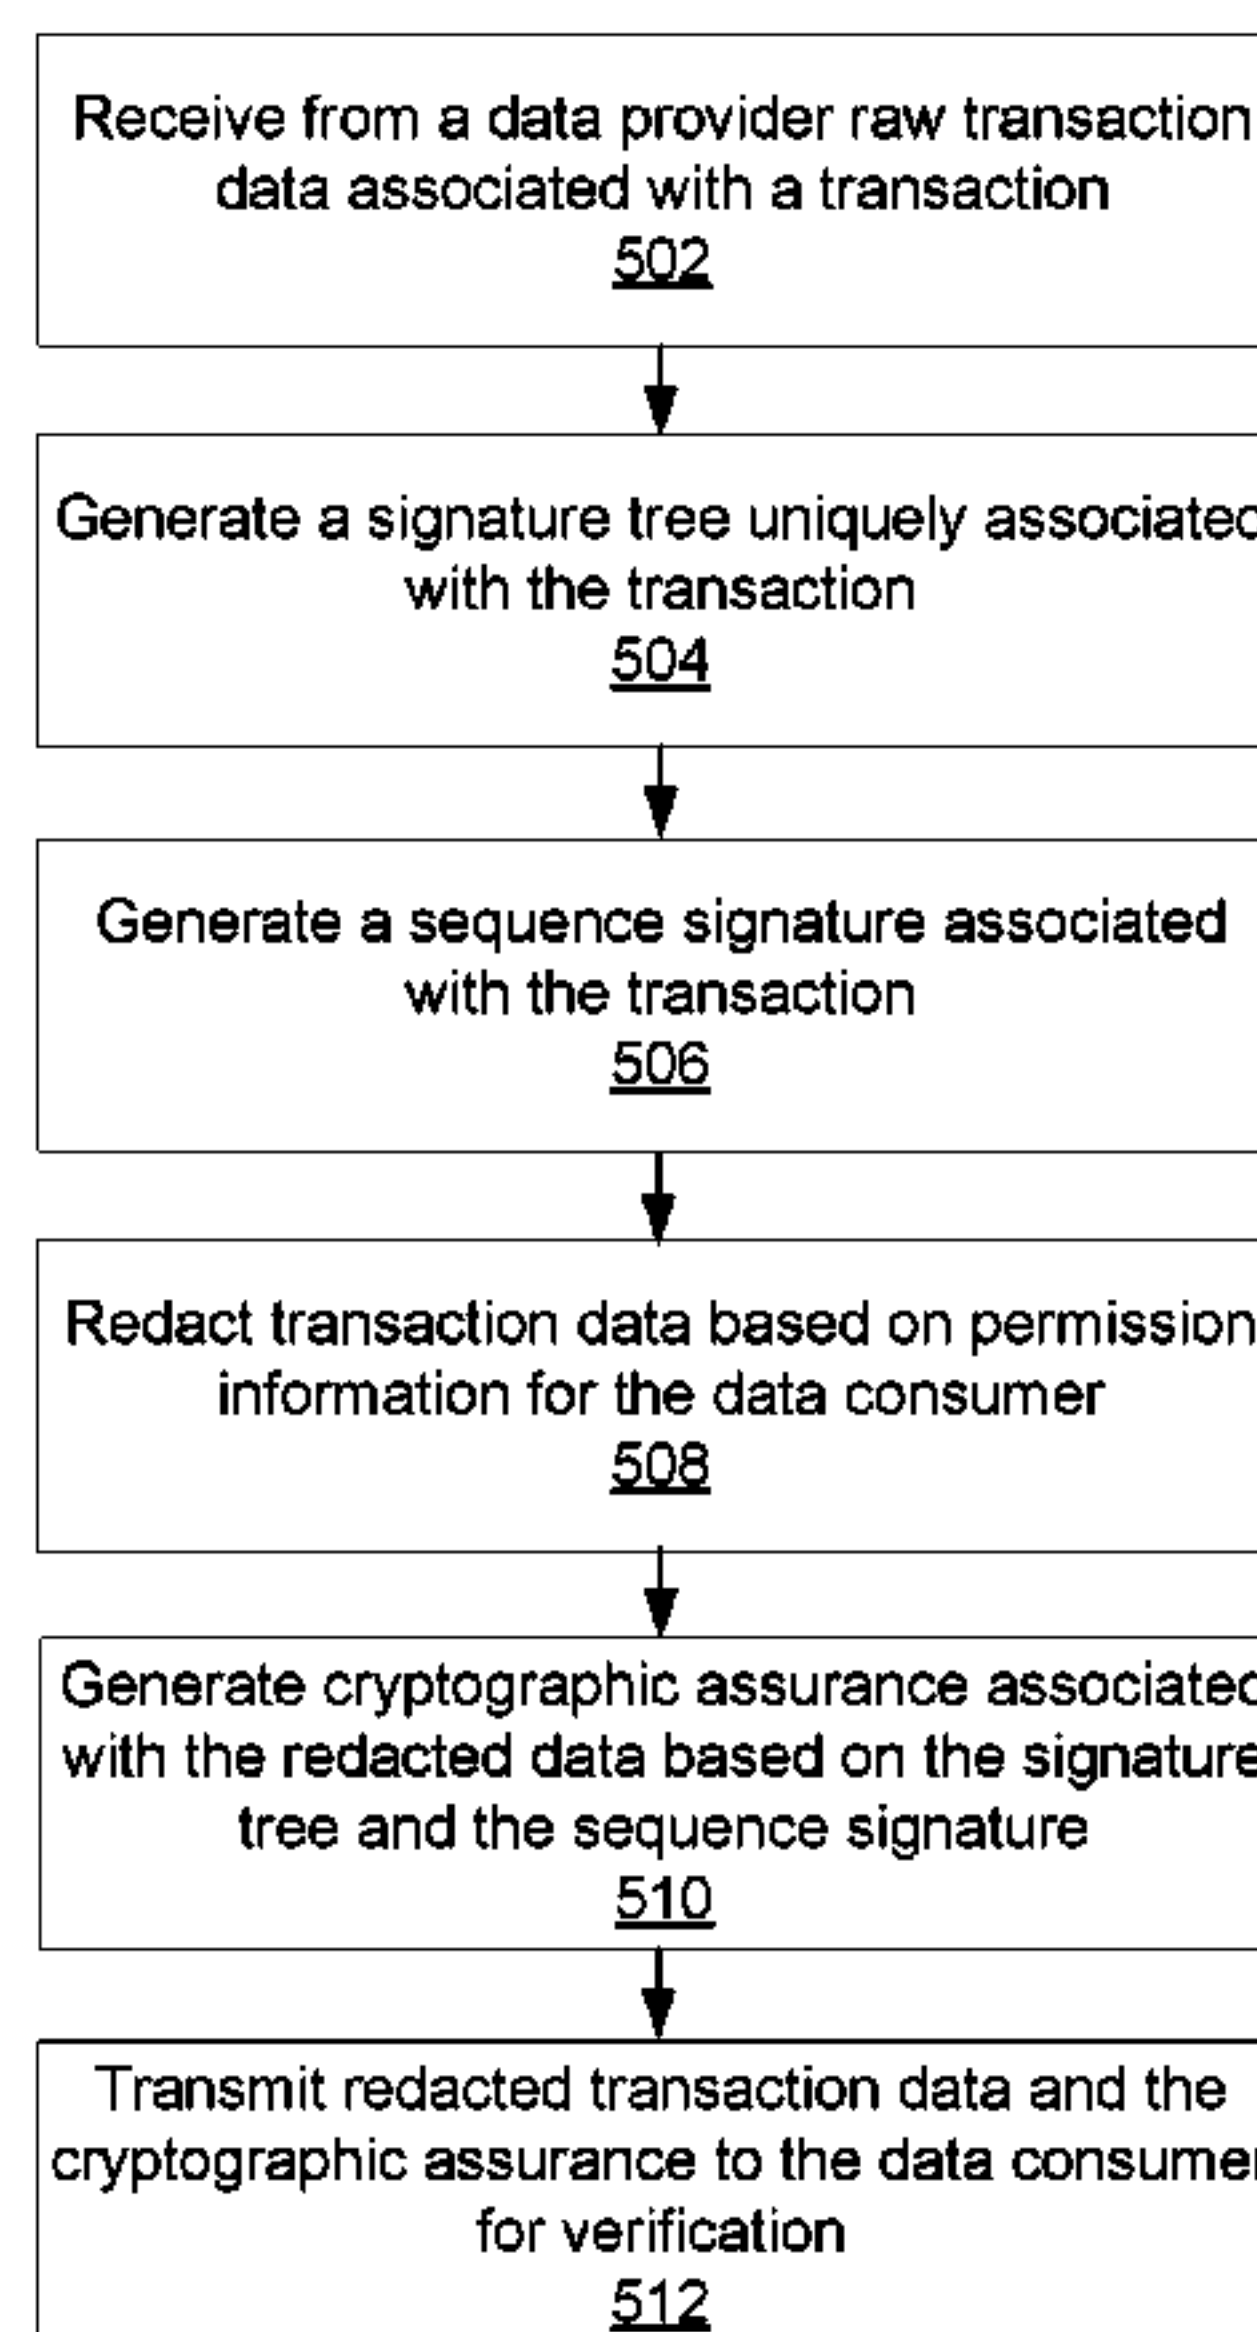 Receive from a data provider raw transaction
data associated with a transaction
502
Generate a signature tree uniquely associated
with the transaction
504
Generate a sequence signature associated
with the transaction
506
Redact transaction data based on permission
information for the data consumer
508
Generate cryptographic assurance associated
with the redacted data based on the signature
tree and the sequence signature
510
Transmit redacted transaction data and the
cryptographic assurance to the data consumer
for verification
512